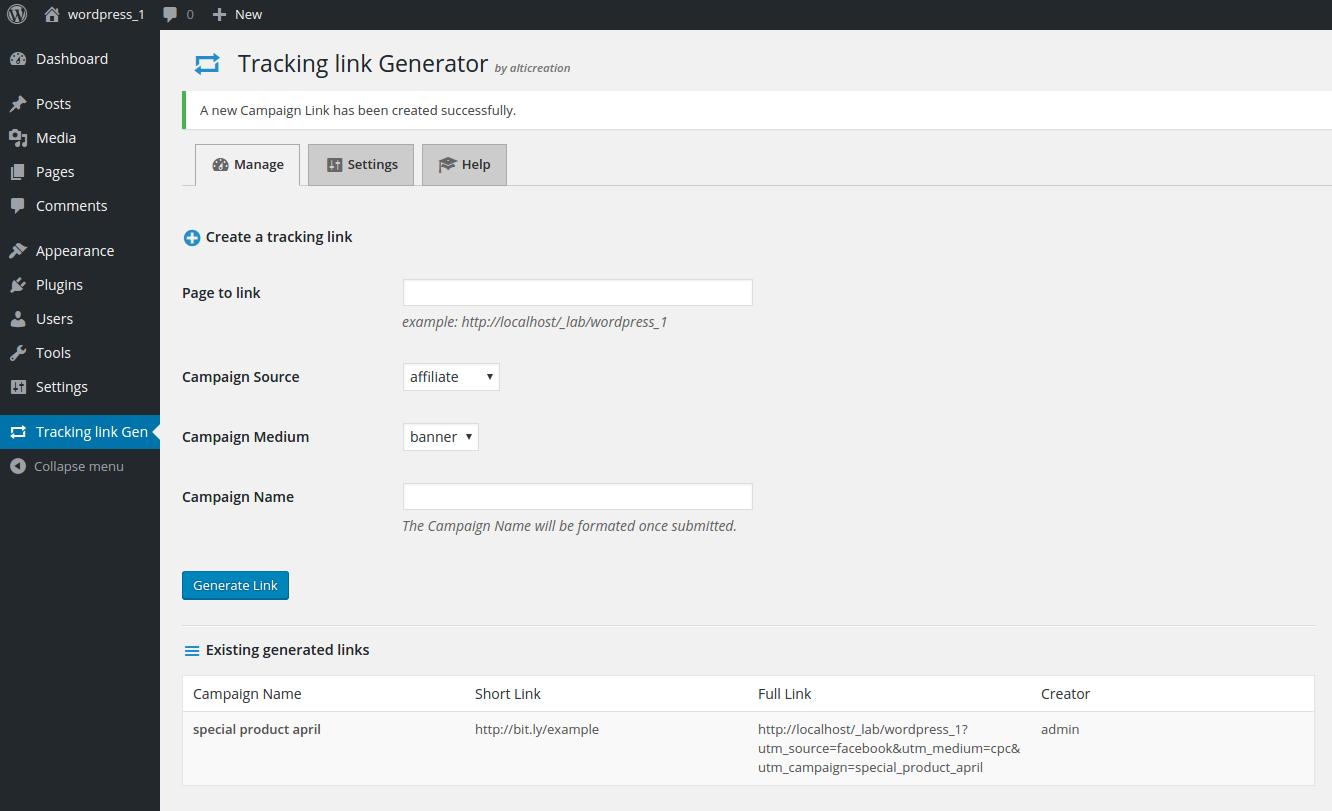 wordpress_1 0 New
Dashboard
Posts
Media
Pages
Comments
Appearance
Plugins
Users
Tools
Settings
Tracking link Gen
Collapse menu
Tracking link Generator by alticreation
A new Campaign Link has been created successfully.
Manage Settings Help
Create a tracking link
Page to link
example: http://localhost/_lab/wordpress_1
Campaign Source affiliate
Campaign Medium banner
Campaign Name
The Campaign Name will be formated once submitted.
Generate Link
Existing generated links
Campaign Name Short Link Full Link Creator
special product april http://bit.ly/example http://localhost/_lab/wordpress_1? admin
utm_source=facebook&utm_medium=cpc&
utm_campaign=special_product_april